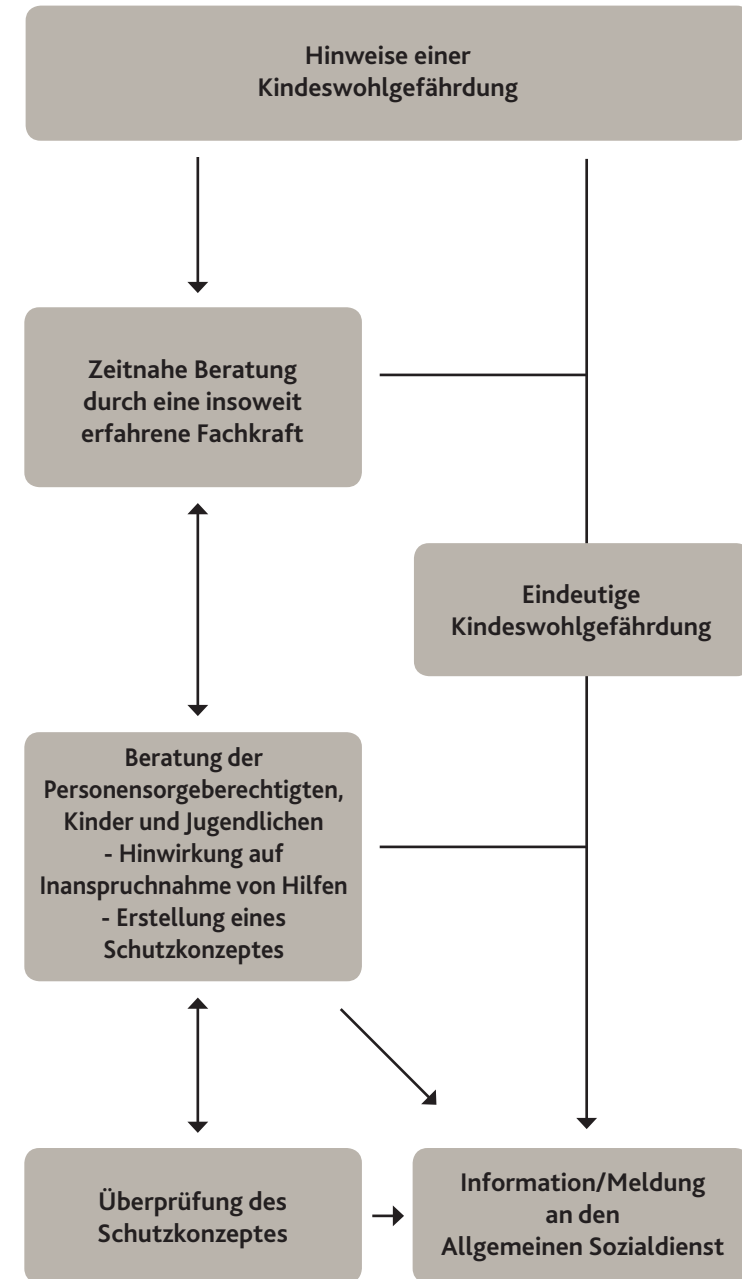 Hinweise einer
Kindeswohlgefährdung
Zeitnahe Beratung
durch eine insoweit
erfahrene Fachkraft
Eindeutige
Kindeswohlgefährdung
Beratung der
Personensorgeberechtigten,
Kinder und Jugendlichen
- Hinwirkung auf
Inanspruchnahme von Hilfen
- Erstellung eines
Schutzkonzeptes
Überprüfung des
Schutzkonzeptes
Information/Meldung
an den
Allgemeinen Sozialdienst